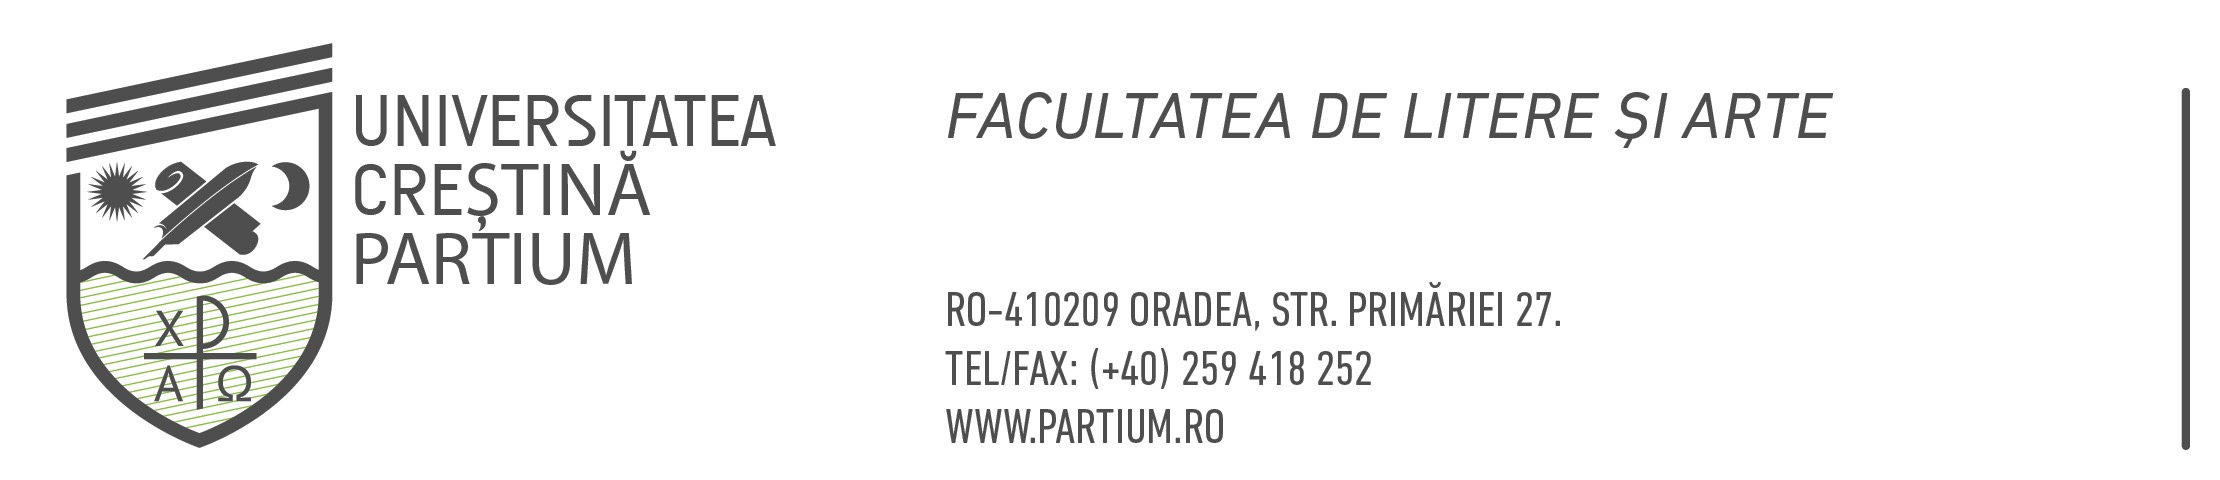 UNIVERSITATEA
CREȘTINĂ
PARTIUM
X P
A Ω
FACULTATEA DE LITERE ȘI ARTE
RO-410209 ORADEA, STR. PRIMĂRIEI 27.
TEL/FAX: (+40) 259 418 252
WWW.PARTIUM.RO